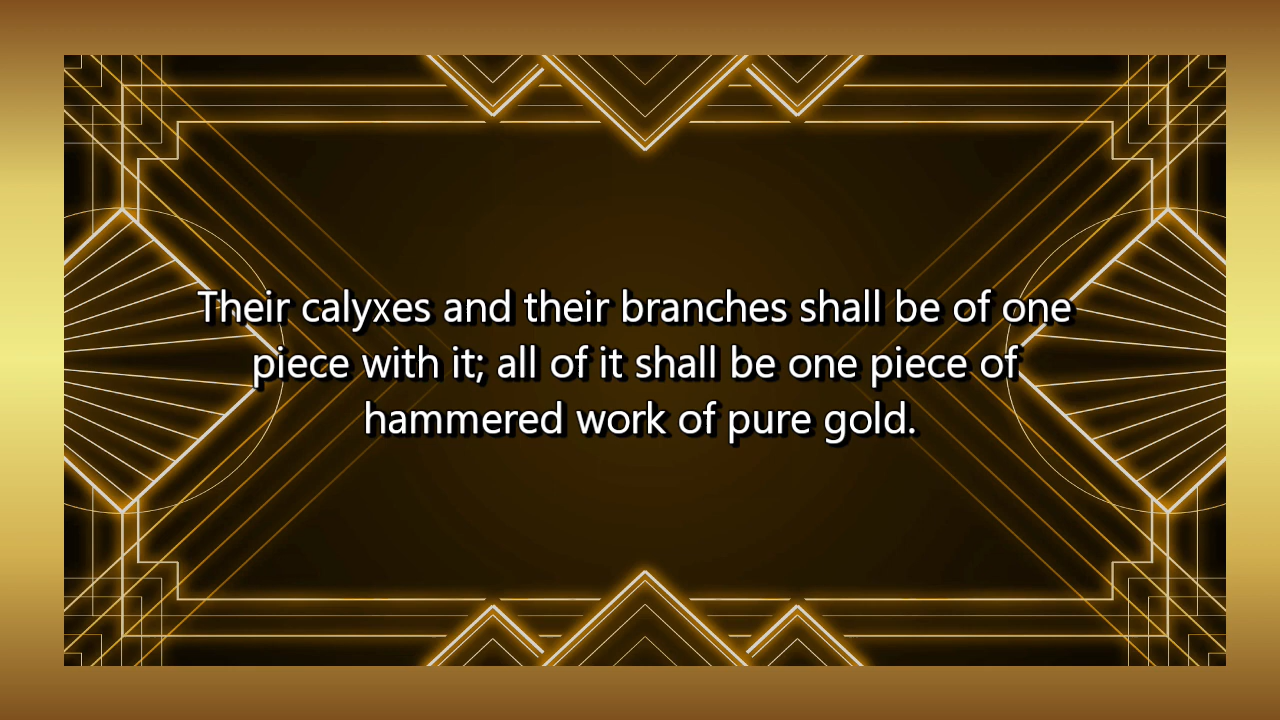 Their calyxes and their branches shall be of one
piece with it; all of it shall be one piece of
hammered work of pure gold.